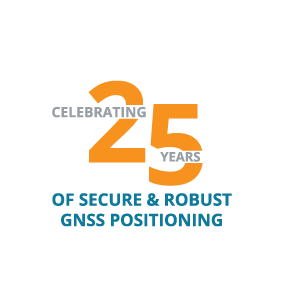 CELEBRATING
25
YEARS
OF SECURE & ROBUST
GNSS POSITIONING